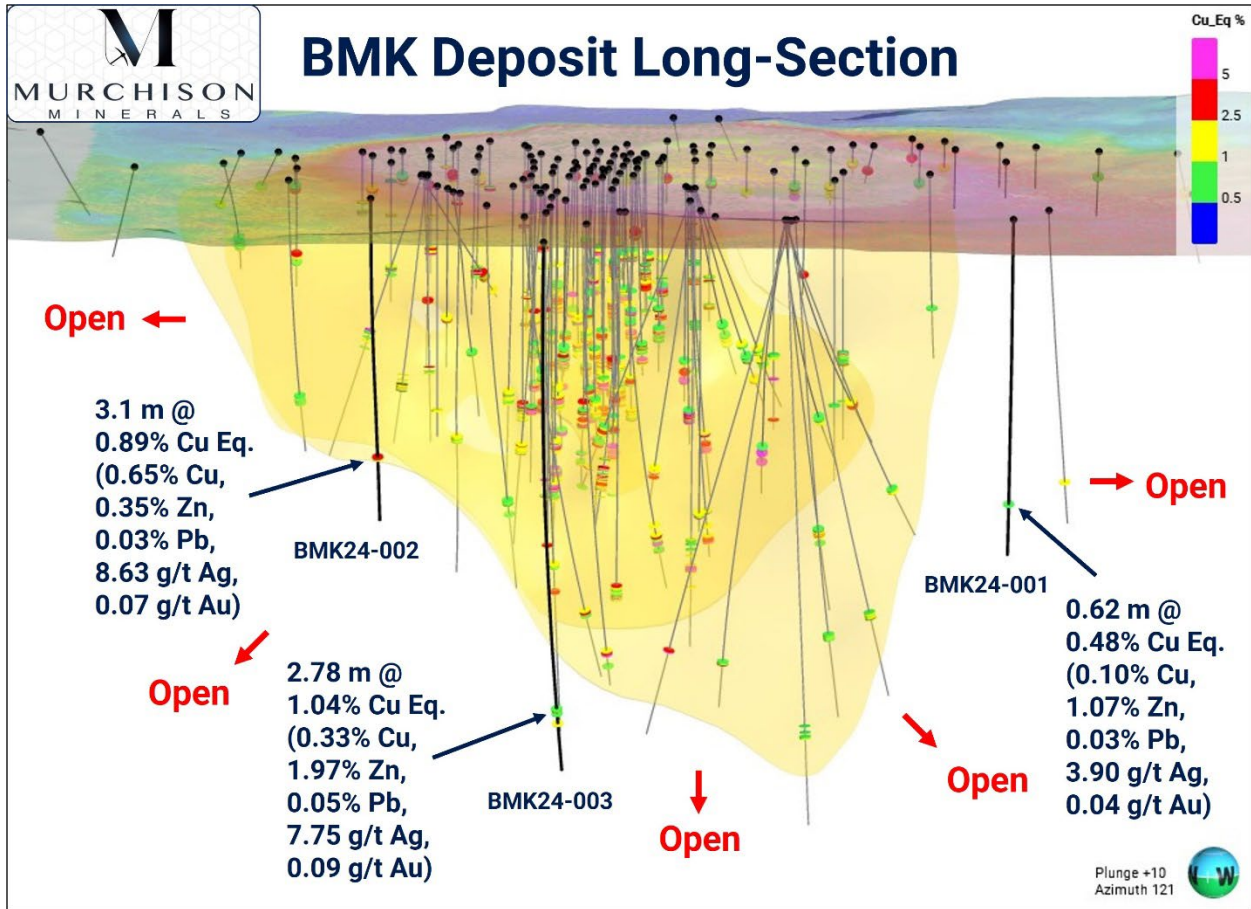 M
MURCHISON
MINERALS
BMK Deposit Long-Section
Cu_Eq %
5
2.5
1
0.5
Open
3.1 m @
0.89% Cu Eq.
(0.65% Cu,
0.35% Zn,
0.03% Pb,
8.63 g/t Ag,
0.07 g/t Au)
BMK24-002
Open
2.78 m @
1.04% Cu Eq.
(0.33% Cu,
1.97% Zn,
0.05% Pb,
7.75 g/t Ag,
0.09 g/t Au)
BMK24-003
Open
Open
Open
BMK24-001
0.62 m @
0.48% Cu Eq.
(0.10% Cu,
1.07% Zn,
0.03% Pb,
3.90 g/t Ag,
0.04 g/t Au)
Plunge +10
Azimuth 121
N W